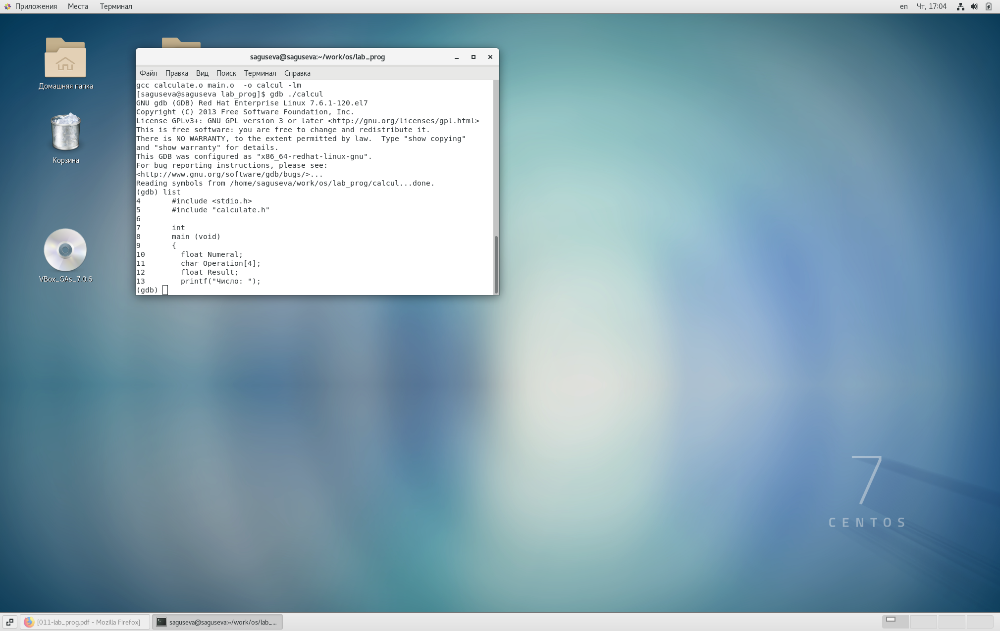 Приложения Места Терминал en Чт, 17:04
Домашняя папка
Корзина
VBox_GAs_7.0.6
saguseva@saguseva:~/work/os/lab_prog
Файл Правка Вид Поиск Терминал Справка
gcc calculate.o main.o  -o calcul -lm
[saguseva@saguseva lab_prog]$ gdb ./calcul
GNU gdb (GDB) Red Hat Enterprise Linux 7.6.1-120.el7
Copyright (C) 2013 Free Software Foundation, Inc.
License GPLv3+: GNU GPL version 3 or later <http://gnu.org/licenses/gpl.html>
This is free software: you are free to change and redistribute it.
There is NO WARRANTY, to the extent permitted by law.  Type "show copying"
and "show warranty" for details.
This GDB was configured as "x86_64-redhat-linux-gnu".
For bug reporting instructions, please see:
<http://www.gnu.org/software/gdb/bugs/>...
Reading symbols from /home/saguseva/work/os/lab_prog/calcul...done.
(gdb) list
4       #include <stdio.h>
5       #include "calculate.h"
6
7       int
8       main (void)
9       {
10        float Numeral;
11        char Operation[4];
12        float Result;
13        printf("Число: ");
(gdb)
7
CENTOS
[011-lab_prog.pdf - Mozilla Firefox] saguseva@saguseva:~/work/os/lab_...